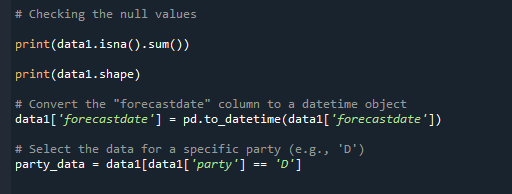 # Checking the null values
print(data1.isna().sum())
print(data1.shape)
# Convert the "forecastdate" column to a datetime object
data1['forecastdate'] = pd.to_datetime(data1['forecastdate'])
# Select the data for a specific party (e.g., 'D')
party_data = data1[data1['party'] == 'D']